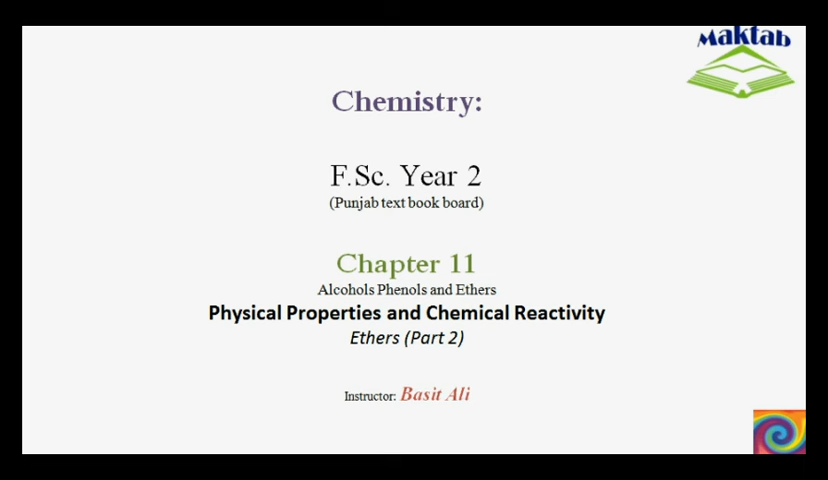 Maktab
Chemistry:
F.Sc. Year 2
(Punjab text book board)
Chapter 11
Alcohols Phenols and Ethers
Physical Properties and Chemical Reactivity
Ethers (Part 2)
Instructor: Basit Ali